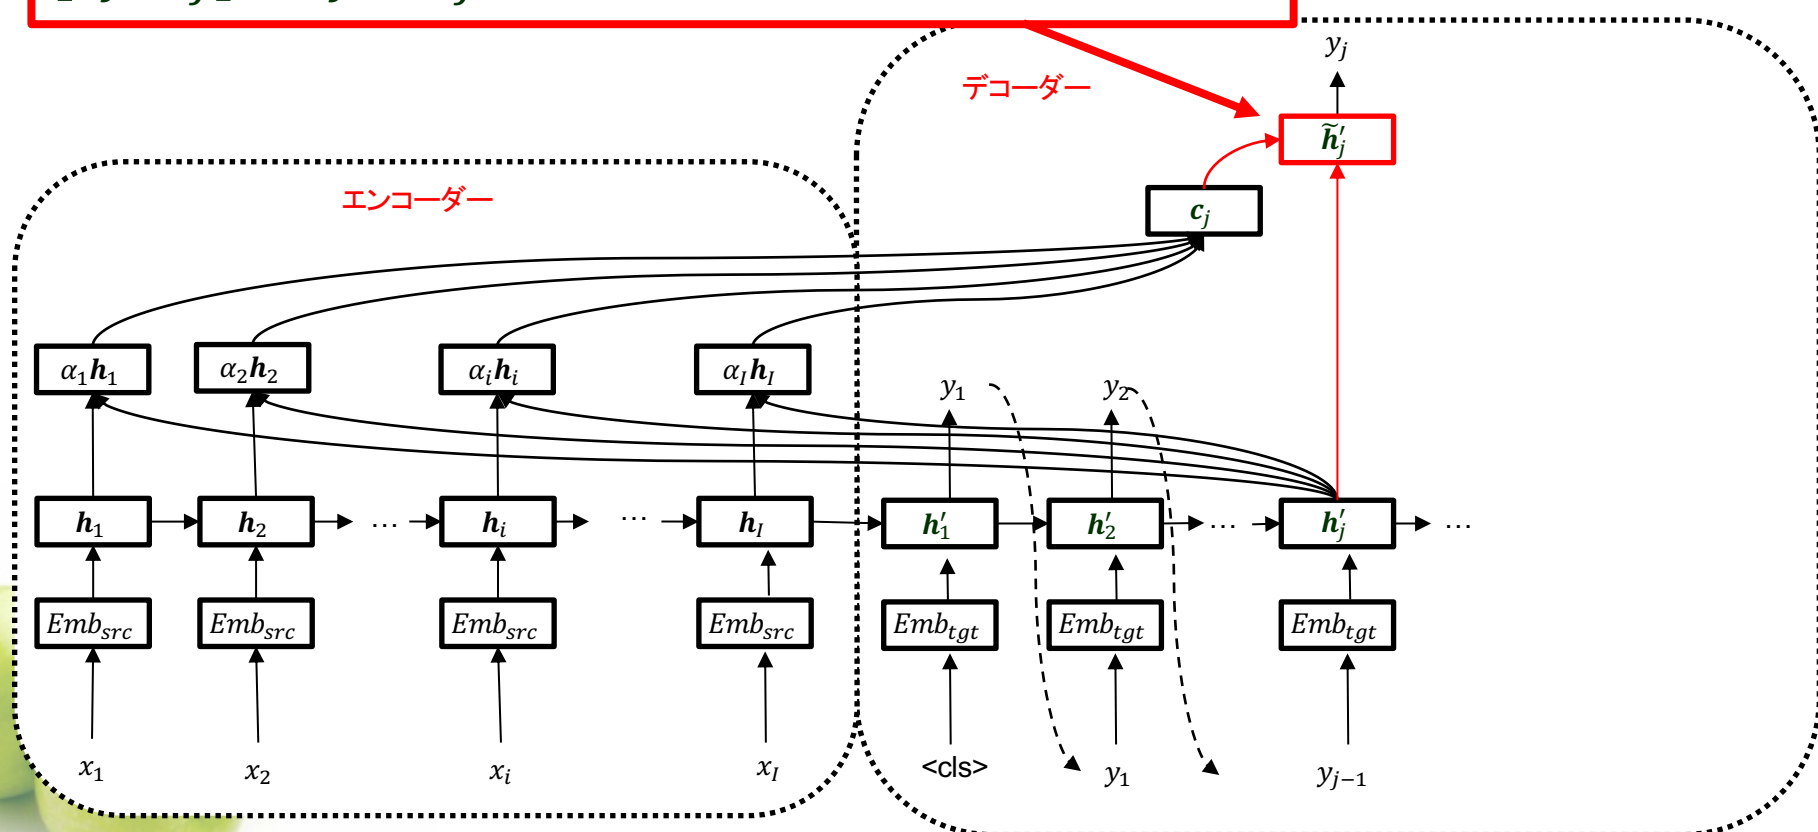 y_j
デコーダー
h̃′_j
エンコーダー
c_j
α_1h_1 α_2h_2 α_ih_i α_Ih_I
y_1 y_2
h_1 h_2 … h_i … h_I h′_1 h′_2 … h′_j …
Emb_src Emb_src Emb_src Emb_src Emb_tgt Emb_tgt Emb_tgt
x_1 x_2 x_i x_I <cls> y_1 y_{j−1}